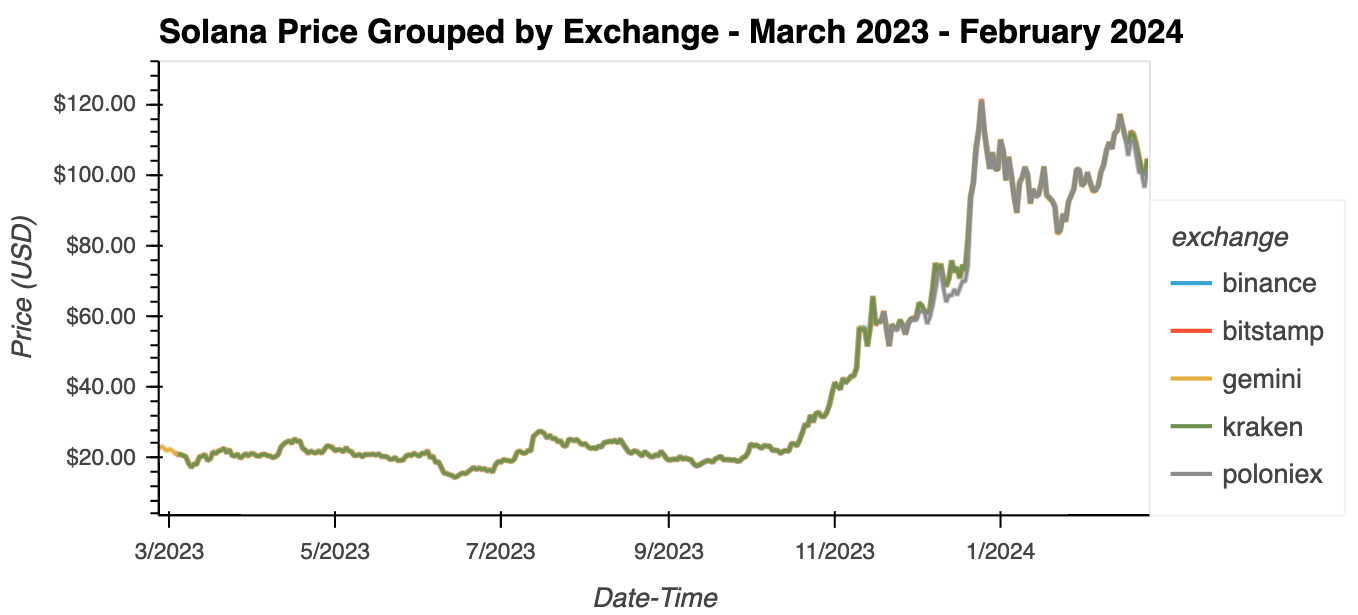 Solana Price Grouped by Exchange - March 2023 - February 2024
$120.00
$100.00
$80.00
$60.00
$40.00
$20.00
Price (USD)
3/2023 5/2023 7/2023 9/2023 11/2023 1/2024
Date-Time
exchange
binance
bitstamp
gemini
kraken
poloniex